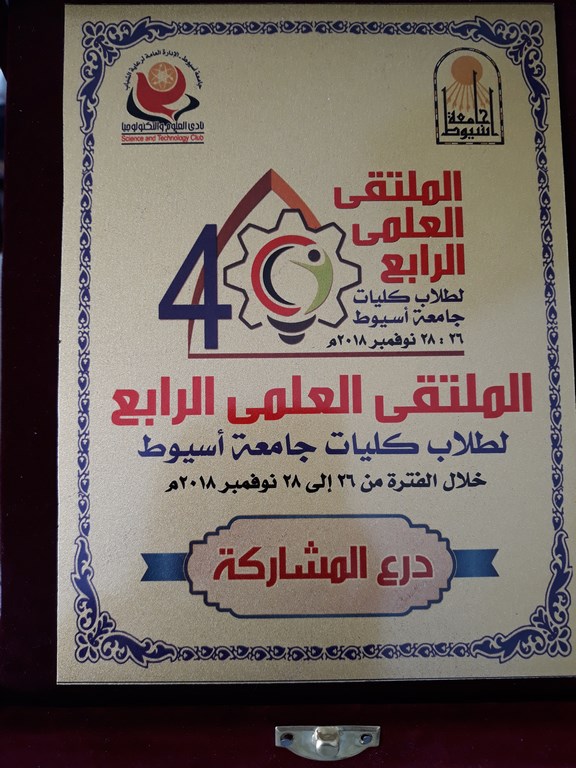 جامعة أسيوط - الإدارة العامة لرعاية الشباب
نادى العلوم والتكنولوجيا
Science and Technology Club
جامعة
أسيوط
الملتقى
العلمى
الرابع
لطلاب كليات
جامعة أسيوط
٢٦ : ٢٨ نوفمبر ٢٠١٨م
4
الملتقى العلمى الرابع
لطلاب كليات جامعة أسيوط
خلال الفترة من ٢٦ إلى ٢٨ نوفمبر ٢٠١٨م
درع المشاركة